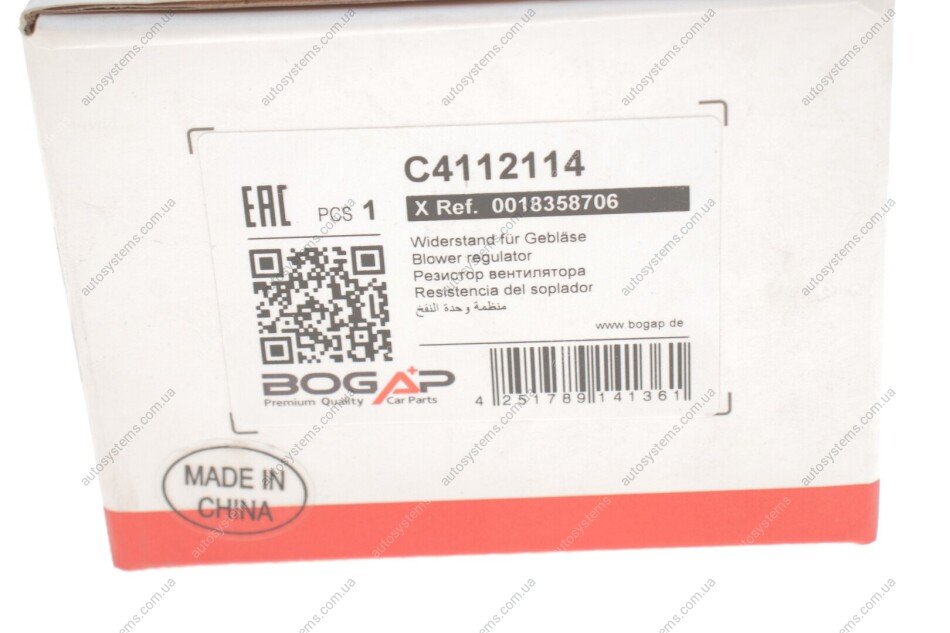 C4112114
EAC
PCS 1
X Ref. 0018358706
Widerstand für Gebläse
Blower regulator
Резистор вентилятора
Resistencia del soplador
منظمة وحدة النفخ
www.bogap.de
BOGAP
Premium Quality Car Parts
4 251789 141361
MADE IN
CHINA
autosystems.com.ua